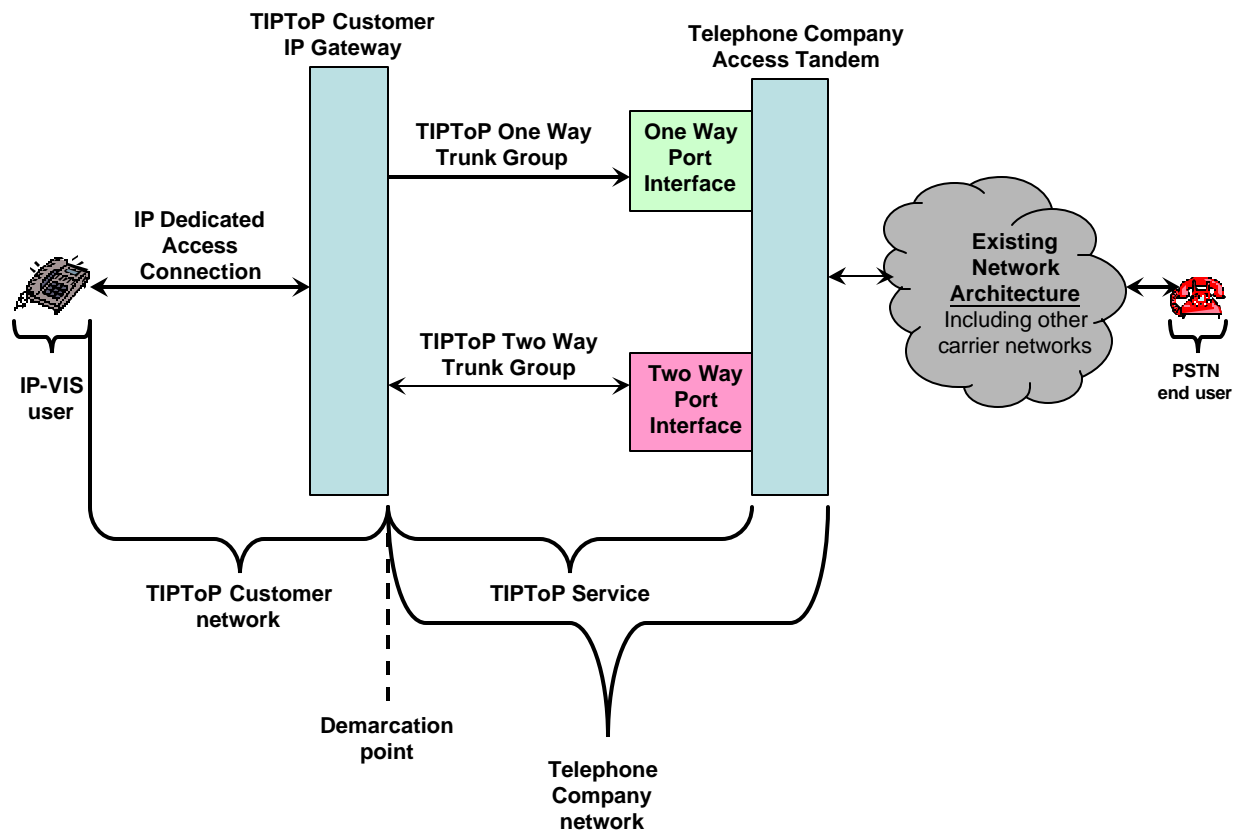 TIPToP Customer
IP Gateway
Telephone Company
Access Tandem
TIPToP One Way
Trunk Group
One Way
Port
Interface
IP Dedicated
Access
Connection
Existing
Network
Architecture
Including other
carrier networks
TIPToP Two Way
Trunk Group
Two Way
Port
Interface
IP-VIS
user
PSTN
end user
TIPToP Customer
network
TIPToP Service
Demarcation
point
Telephone
Company
network